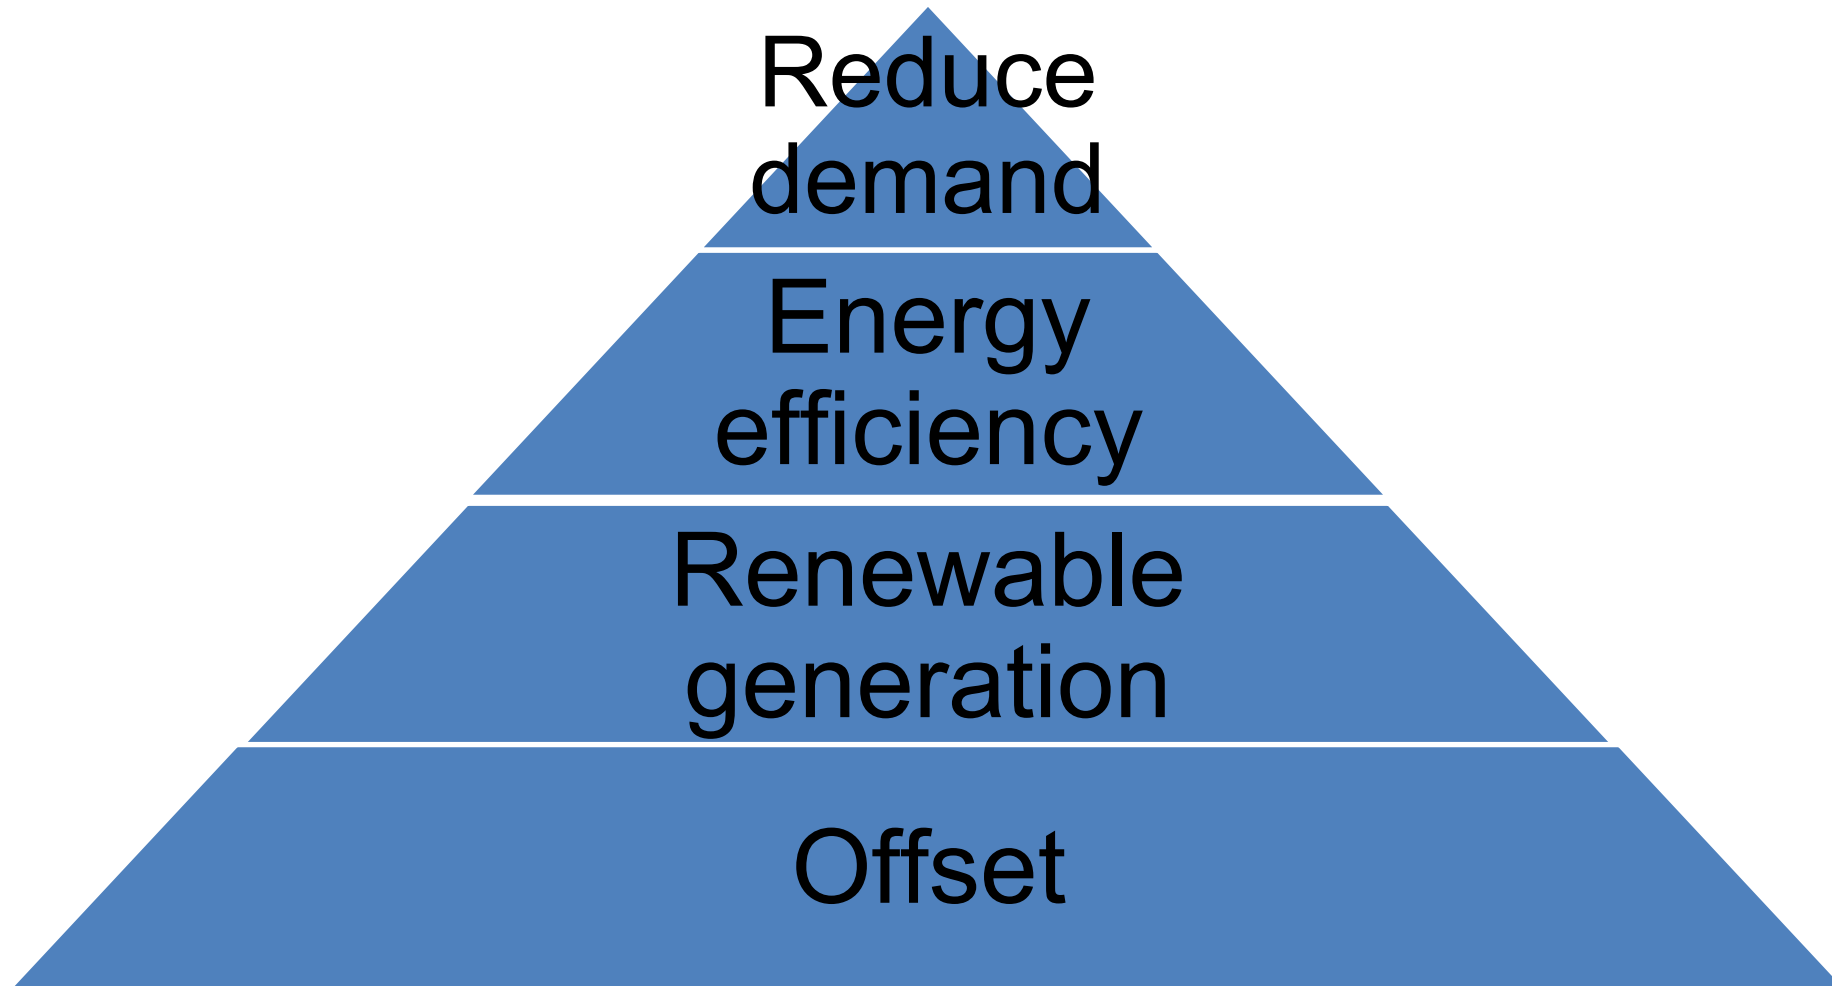 Reduce
demand
Energy
efficiency
Renewable
generation
Offset